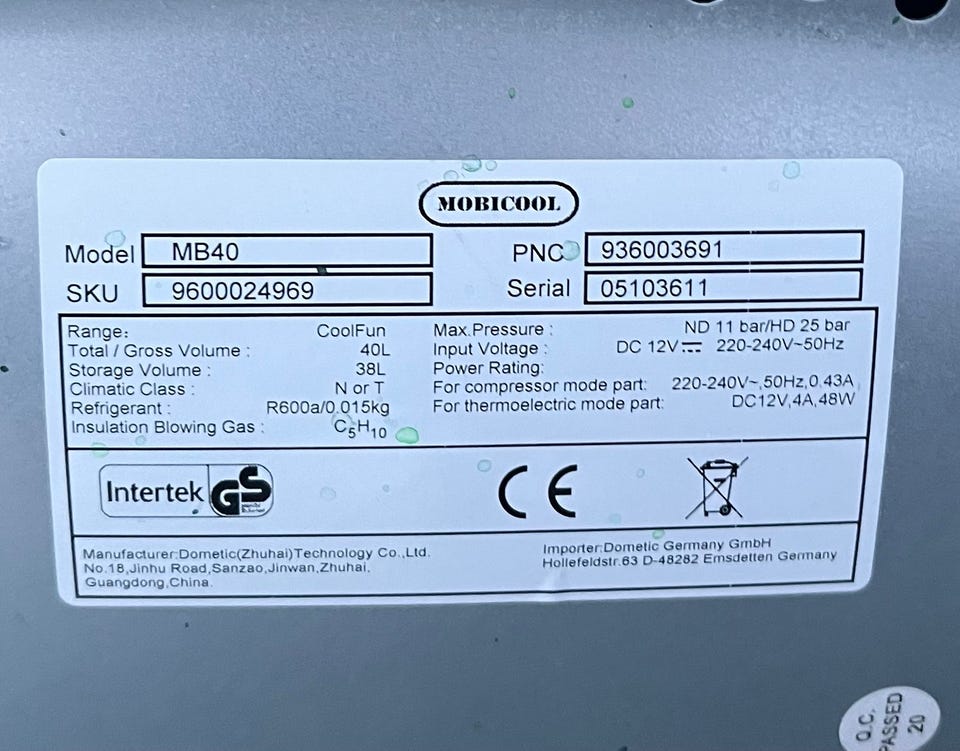 MOBICOOL
Model MB40 PNC 936003691
SKU 9600024969 Serial 05103611
Range: CoolFun
Total / Gross Volume : 40L
Storage Volume : 38L
Climatic Class : N or T
Refrigerant : R600a/0.015kg
Insulation Blowing Gas : C5H10
Max.Pressure : ND 11 bar/HD 25 bar
Input Voltage : DC 12V⎓ 220-240V~50Hz
Power Rating:
For compressor mode part: 220-240V~,50Hz,0.43A
For thermoelectric mode part: DC12V,4A,48W
Intertek GS
CE
Manufacturer:Dometic(Zhuhai)Technology Co.,Ltd.
No.18,Jinhu Road,Sanzao,Jinwan,Zhuhai,
Guangdong,China.
Importer:Dometic Germany GmbH
Hollefeldstr.63 D-48282 Emsdetten Germany
Q.C.
PASSED
20